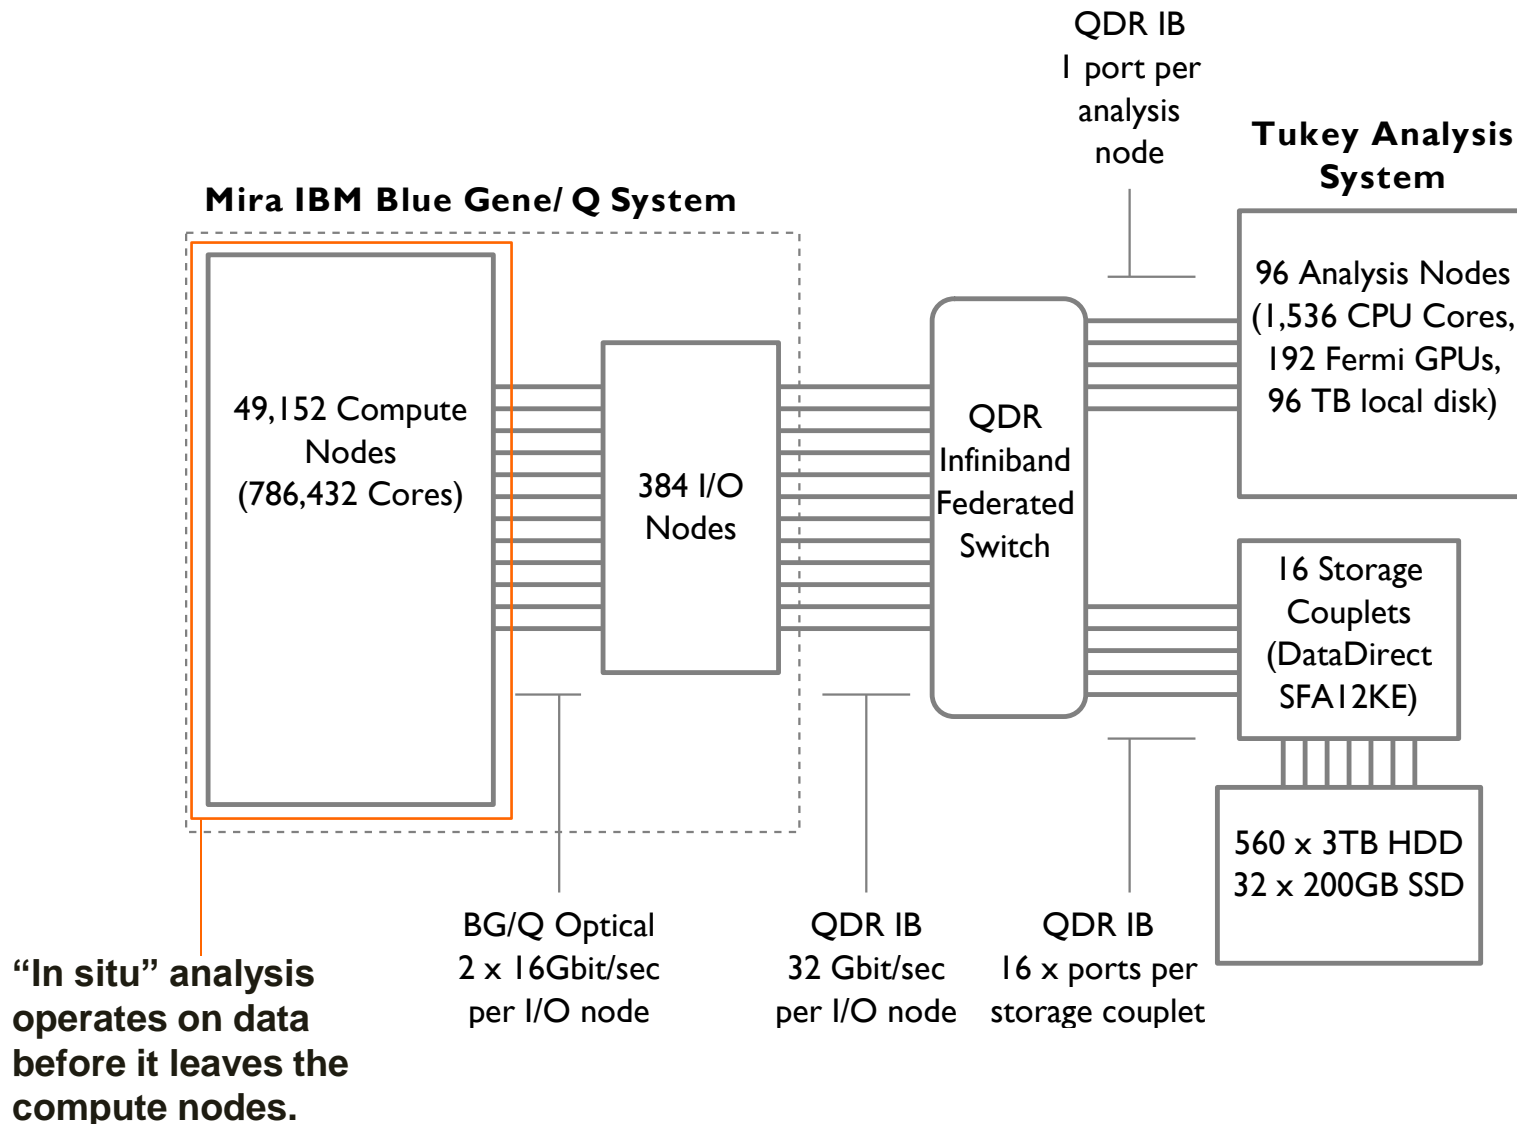 QDR IB
1 port per
analysis
node
Tukey Analysis
System
Mira IBM Blue Gene/ Q System
96 Analysis Nodes
(1,536 CPU Cores,
192 Fermi GPUs,
96 TB local disk)
49,152 Compute
Nodes
(786,432 Cores)
384 I/O
Nodes
QDR
Infiniband
Federated
Switch
16 Storage
Couplets
(DataDirect
SFA12KE)
560 x 3TB HDD
32 x 200GB SSD
BG/Q Optical
2 x 16Gbit/sec
per I/O node
QDR IB
32 Gbit/sec
per I/O node
QDR IB
16 x ports per
storage couplet
“In situ” analysis
operates on data
before it leaves the
compute nodes.